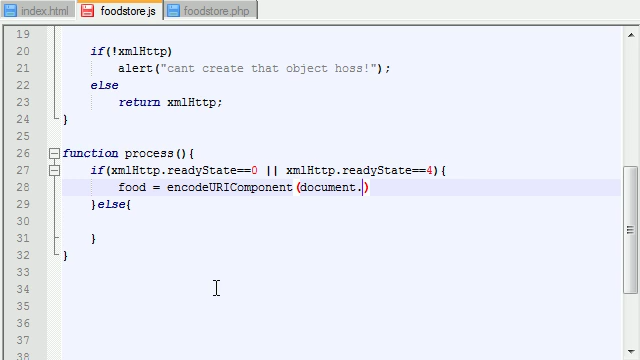 index.html foodstore.js foodstore.php
19
20 if(!xmlHttp)
21 alert("cant create that object hoss!");
22 else
23 return xmlHttp;
24 }
25
26 function process(){
27 if(xmlHttp.readyState==0 || xmlHttp.readyState==4){
28 food = encodeURIComponent(document.)
29 }else{
30
31 }
32 }
33
34
35
36
37
38